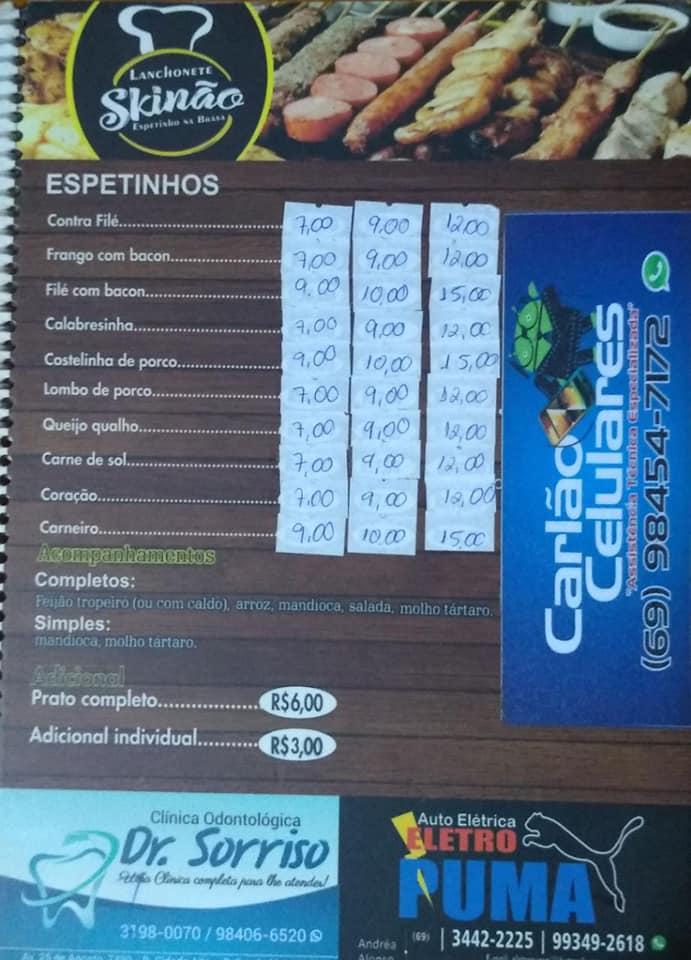 LANCHONETE
Skinão
Espetinho na Brasa
ESPETINHOS
Contra Filé 7,00 9,00 12,00
Frango com bacon 7,00 9,00 12,00
Filé com bacon 9,00 10,00 15,00
Calabresinha 7,00 9,00 12,00
Costelinha de porco 9,00 10,00 15,00
Lombo de porco 7,00 9,00 12,00
Queijo qualho 7,00 9,00 12,00
Carne de sol 7,00 9,00 12,00
Coração 7,00 9,00 12,00
Carneiro 9,00 10,00 15,00
Acompanhamentos
Completos:
Feijão tropeiro (ou com caldo), arroz, mandioca, salada, molho tártaro.
Simples:
mandioca, molho tártaro.
Adicional
Prato completo R$6,00
Adicional individual R$3,00
Carlão
Celulares
"Assistência Técnica Especializada"
(69) 98454-7172
Clínica Odontológica
Dr. Sorriso
Clínica completa para lhe atender!
3198-0070 / 98406-6520
Av. 25 de Agosto,
Auto Elétrica
ELETRO
PUMA
Andréa (69) 3442-2225 | 99349-2618